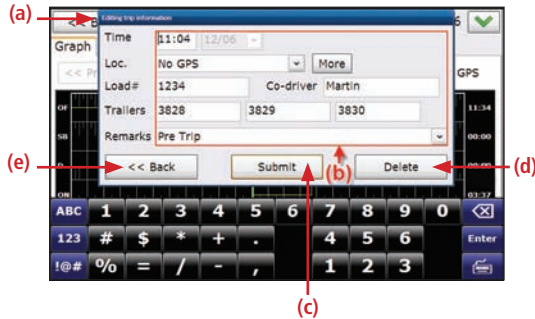 (a)
Editing trip information
<< B
6
Time 11:04 12/06
Graph
Loc. No GPS More
<< Pr
GPS
Load# 1234 Co-driver Martin
Trailers 3828 3829 3830
OF
11:34
Remarks Pre Trip
SB
00:00
(e)
<< Back Submit (b) Delete
(d)
D
00:00
ON
03:37
ABC 1 2 3 4 5 6 7 8 9 0
123 # $ * + . 4 5 6 Enter
!@# % = / - , 1 2 3
(c)